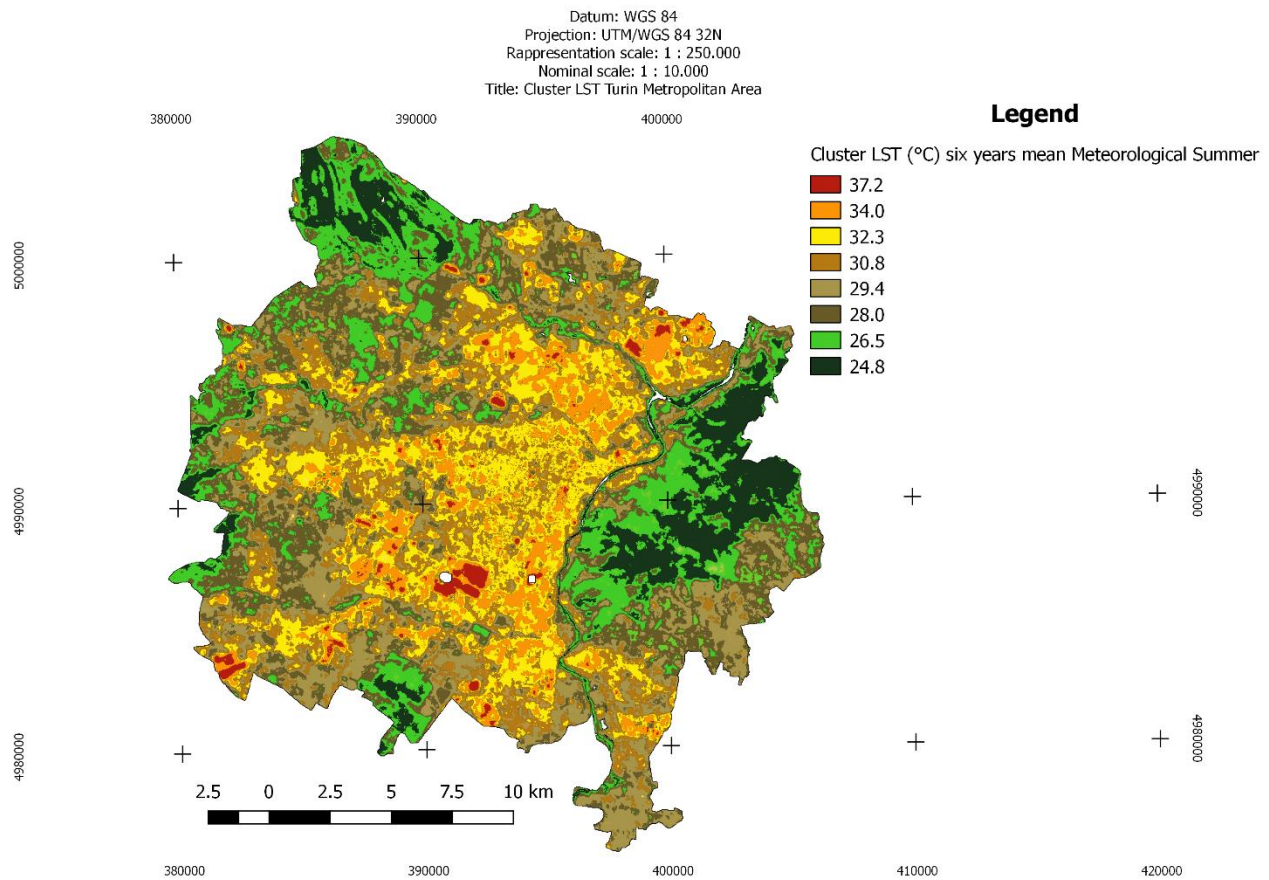 Datum: WGS 84
Projection: UTM/WGS 84 32N
Rappresentation scale: 1 : 250.000
Nominal scale: 1 : 10.000
Title: Cluster LST Turin Metropolitan Area
380000
390000
400000
Legend
Cluster LST (°C) six years mean Meteorological Summer
37.2
34.0
32.3
30.8
29.4
28.0
26.5
24.8
5000000
4990000
4990000
4980000
4980000
2.5 0 2.5 5 7.5 10 km
380000
390000
400000
410000
420000